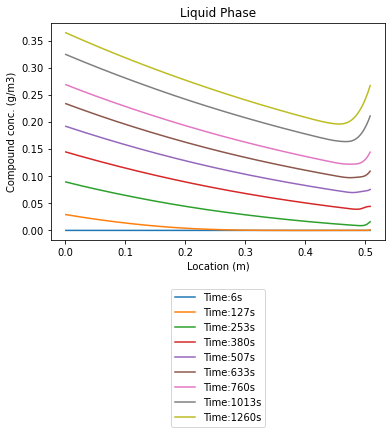 Liquid Phase
Compound conc. (g/m3)
0.35
0.30
0.25
0.20
0.15
0.10
0.05
0.00
0.0 0.1 0.2 0.3 0.4 0.5
Location (m)
Time:6s
Time:127s
Time:253s
Time:380s
Time:507s
Time:633s
Time:760s
Time:1013s
Time:1260s